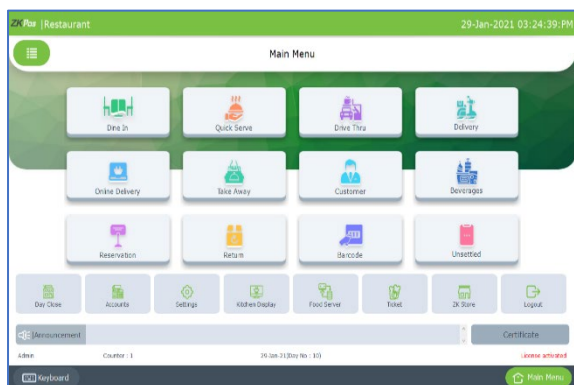 ZKPos |Restaurant 29-Jan-2021 03:24:39:PM
Main Menu
Dine In Quick Serve Drive Thru Delivery
Online Delivery Take Away Customer Beverages
Reservation Return Barcode Unsettled
Day Close Accounts Settings Kitchen Display Food Server Ticket ZK Store Logout
|Announcement Certificate
Admin Counter : 1 29-Jan-21(Day No : 10) License activated
Keyboard Main Menu